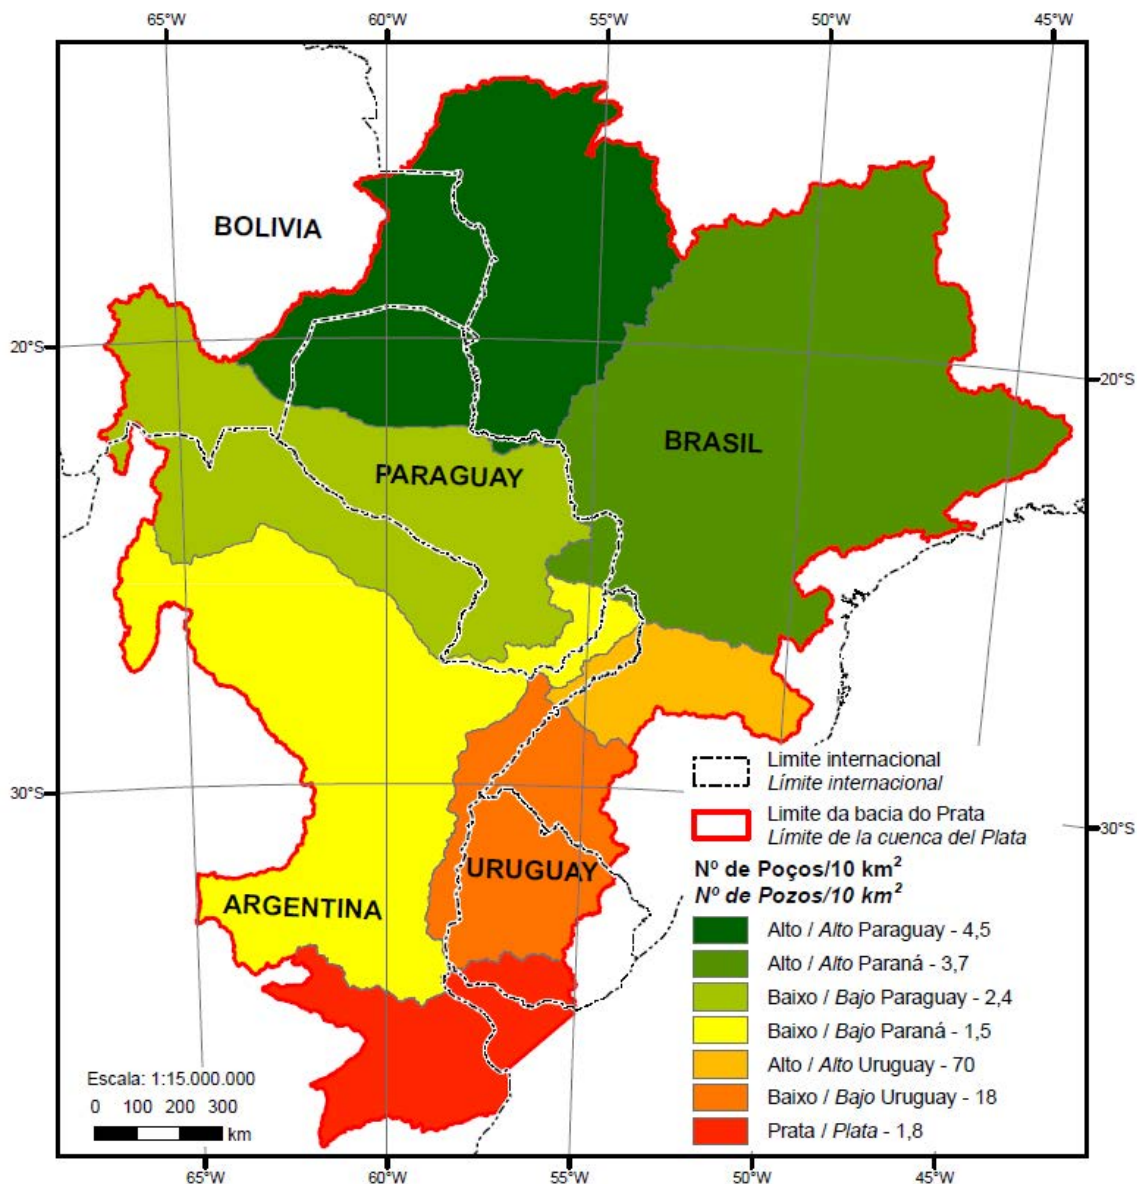 65°W 60°W 55°W 50°W 45°W
BOLIVIA
20°S
20°S
BRASIL
PARAGUAY
Limite internacional
Límite internacional
30°S
Limite da bacia do Prata
Límite de la cuenca del Plata
30°S
URUGUAY
Nº de Poços/10 km²
Nº de Pozos/10 km²
ARGENTINA
Alto / Alto Paraguay - 4,5
Alto / Alto Paraná - 3,7
Baixo / Bajo Paraguay - 2,4
Baixo / Bajo Paraná - 1,5
Alto / Alto Uruguay - 70
Baixo / Bajo Uruguay - 18
Prata / Plata - 1,8
Escala: 1:15.000.000
0 100 200 300
km
65°W 60°W 55°W 50°W 45°W